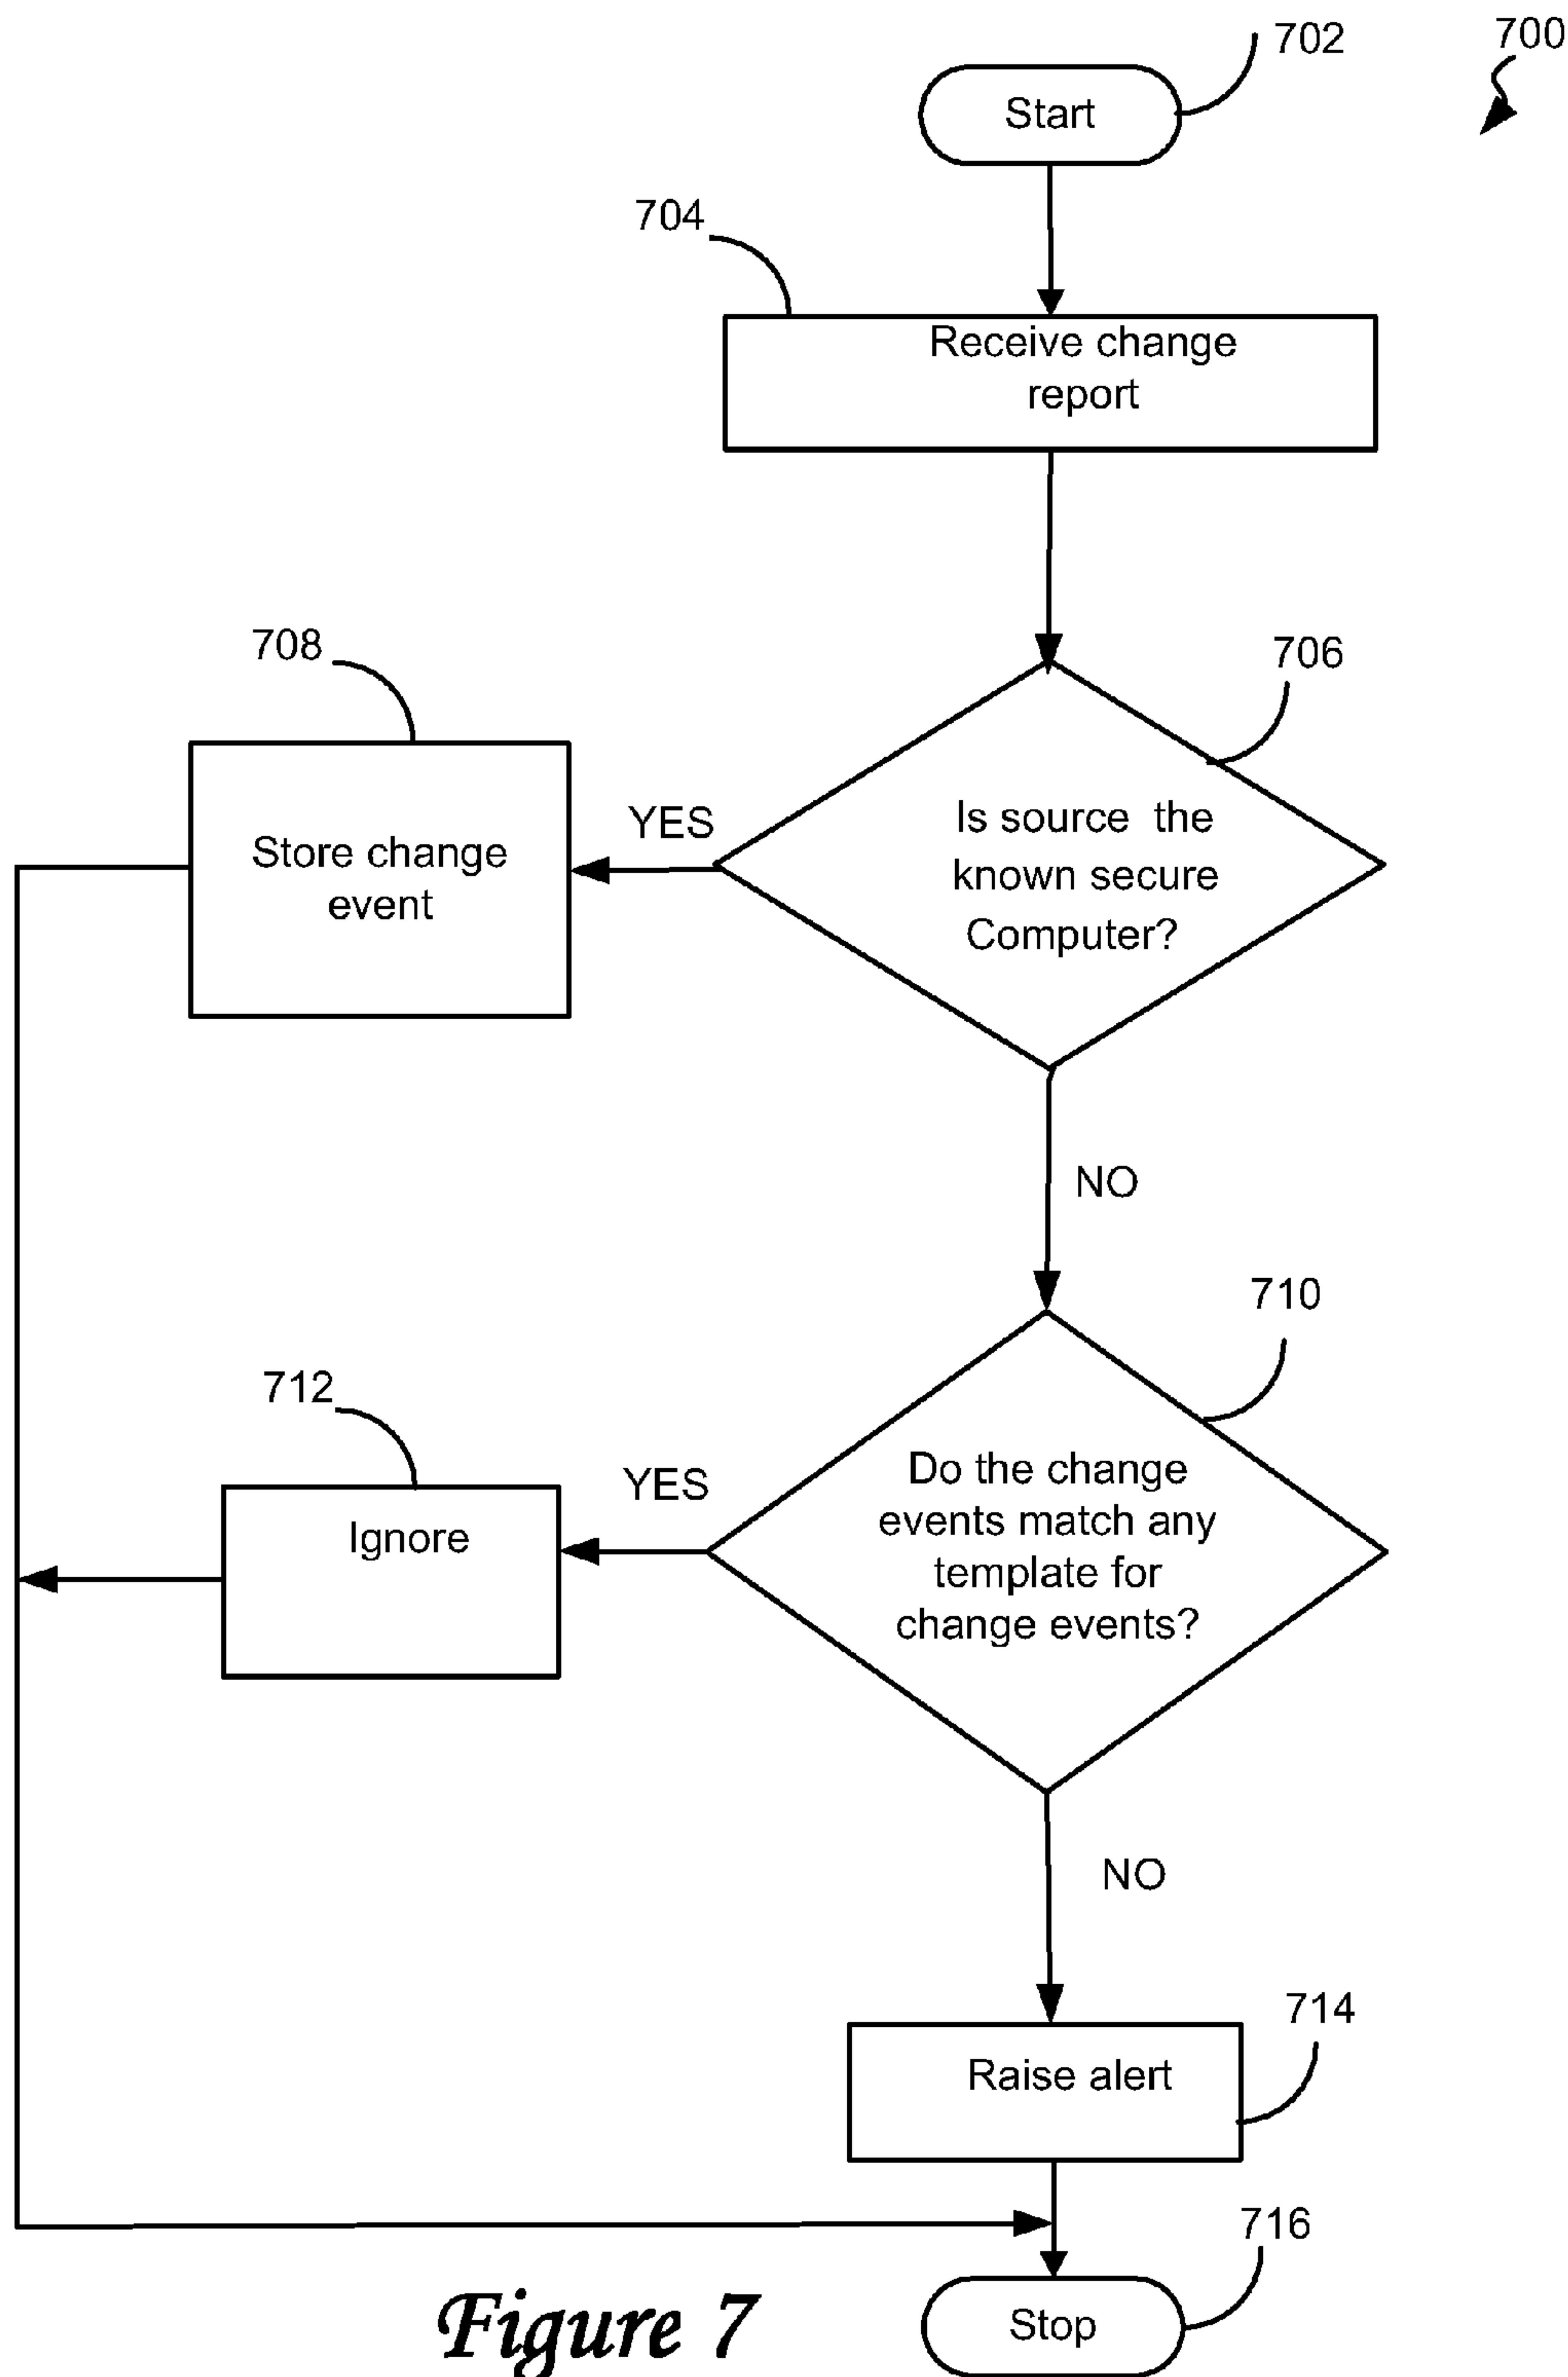 702
700
Start
704
Receive change
report
708
706
YES
Is source the
known secure
Computer?
Store change
event
NO
710
712
YES
Do the change
events match any
template for
change events?
Ignore
NO
714
Raise alert
716
Stop
Figure 7